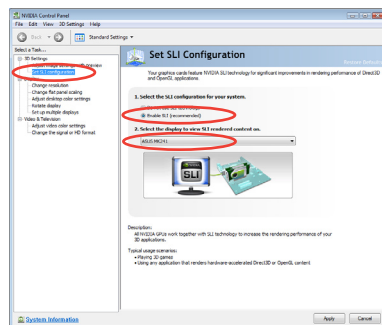 NVIDIA Control Panel
File Edit View 3D Settings Help
Back
Standard Settings
Select a Task...
3D Settings
Set SLI configuration
Change resolution
Change flat panel scaling
Adjust desktop color settings
Rotate display
Set up multiple displays
Video & Television
Adjust video color settings
Change the signal or HD format
System Information
Set SLI Configuration
Restore Defaults
Your graphics cards feature NVIDIA SLI technology for significant improvements in rendering performance of Direct3D
and OpenGL applications.
1. Select the SLI configuration for your system.
Enable SLI (recommended)
2. Select the display to view SLI rendered content on.
ASUS MK241
SLI
Description:
All NVIDIA GPUs work together with SLI technology to increase the rendering performance of your
3D applications.
Typical usage scenarios:
• Playing 3D games
• Using any application that renders hardware-accelerated Direct3D or OpenGL content
Apply Cancel